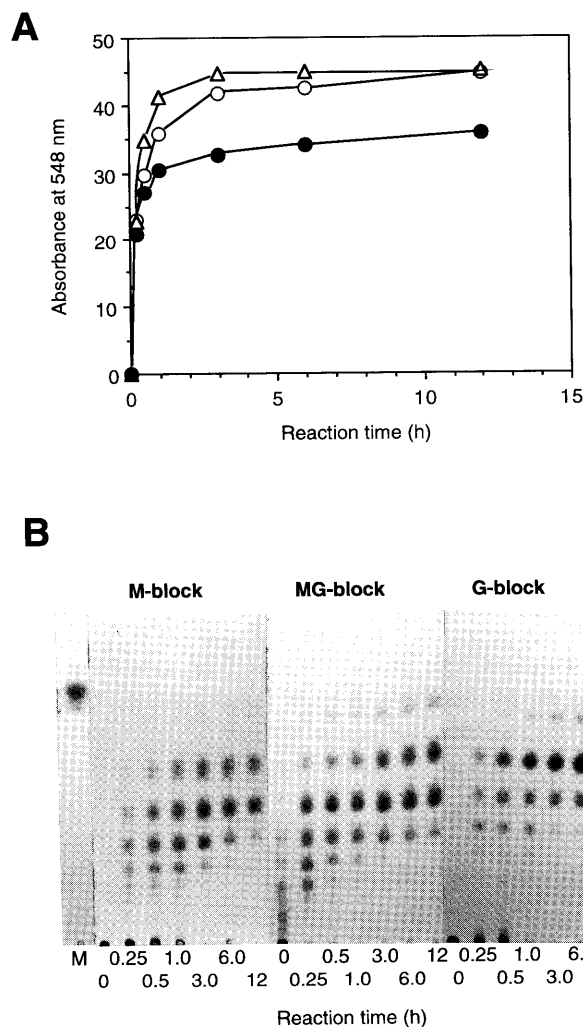 A
50
40
30
20
10
0
Absorbance at 548 nm
0 5 10 15
Reaction time (h)
B
M-block MG-block G-block
M 0.25 1.0 6.0 0 0.5 3.0 12 0.25 1.0 6.
0 0.5 3.0 12 0.25 1.0 6.0 0 0.5 3.0
Reaction time (h)